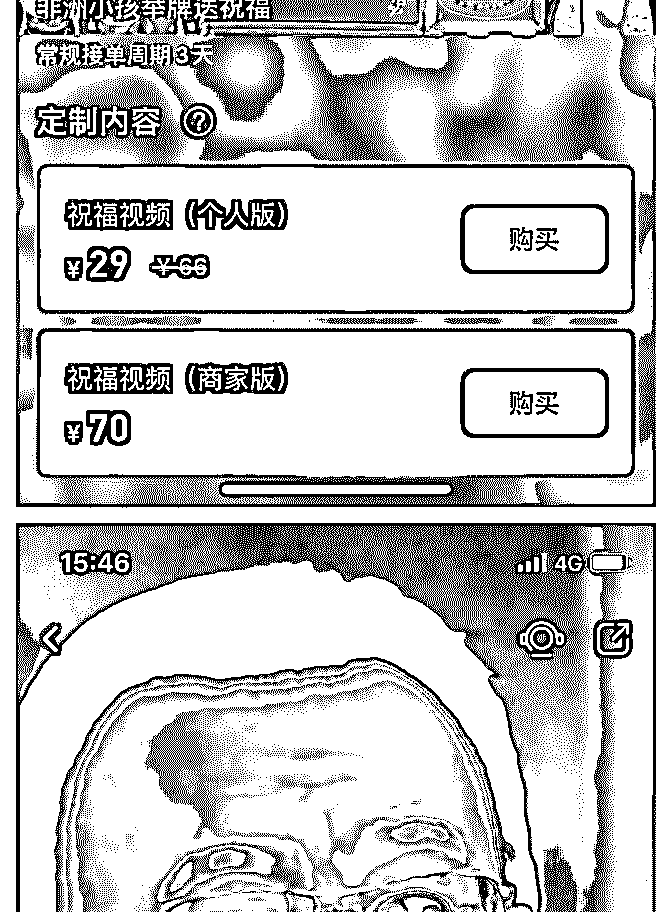 非洲小孩举牌送祝福
常规接单周期3天
定制内容 ?
祝福视频（个人版）
¥29 ¥66
购买
祝福视频（商家版）
¥70
购买
15:46
4G